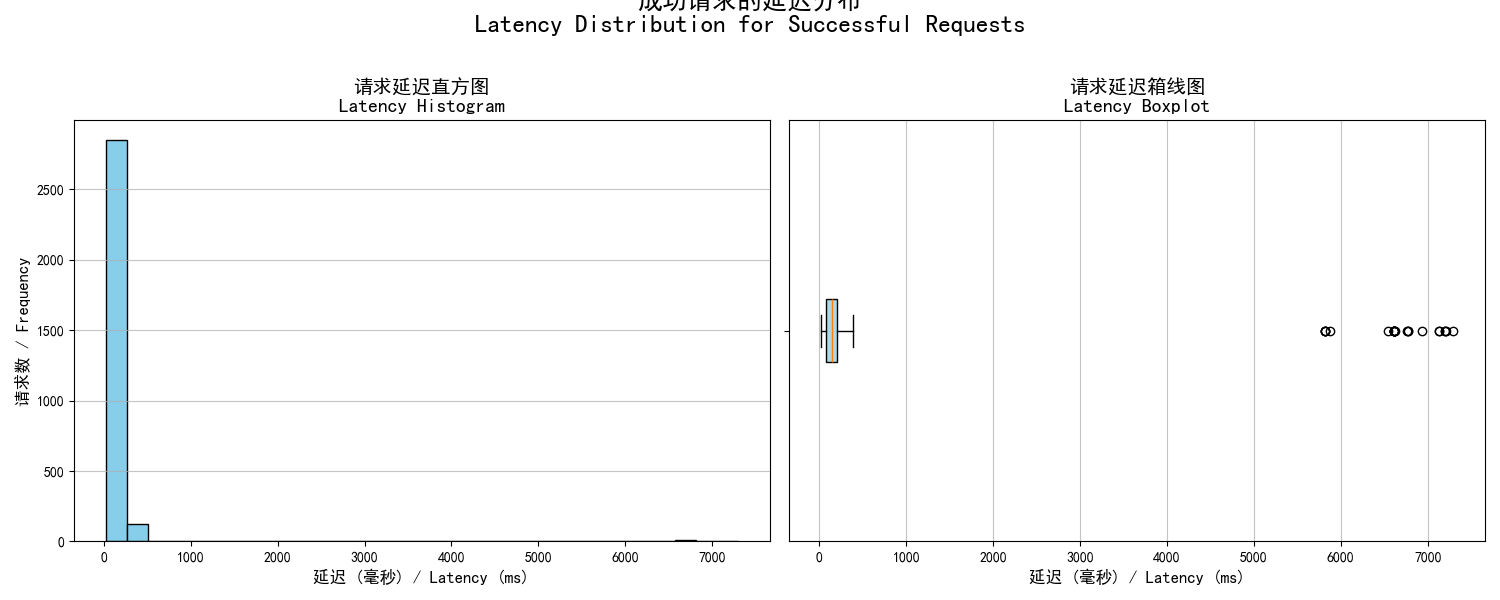 成功请求的延迟分布
Latency Distribution for Successful Requests
请求延迟直方图
Latency Histogram
请求数 / Frequency
2500
2000
1500
1000
500
0
0 1000 2000 3000 4000 5000 6000 7000
延迟 (毫秒) / Latency (ms)
请求延迟箱线图
Latency Boxplot
0 1000 2000 3000 4000 5000 6000 7000
延迟 (毫秒) / Latency (ms)